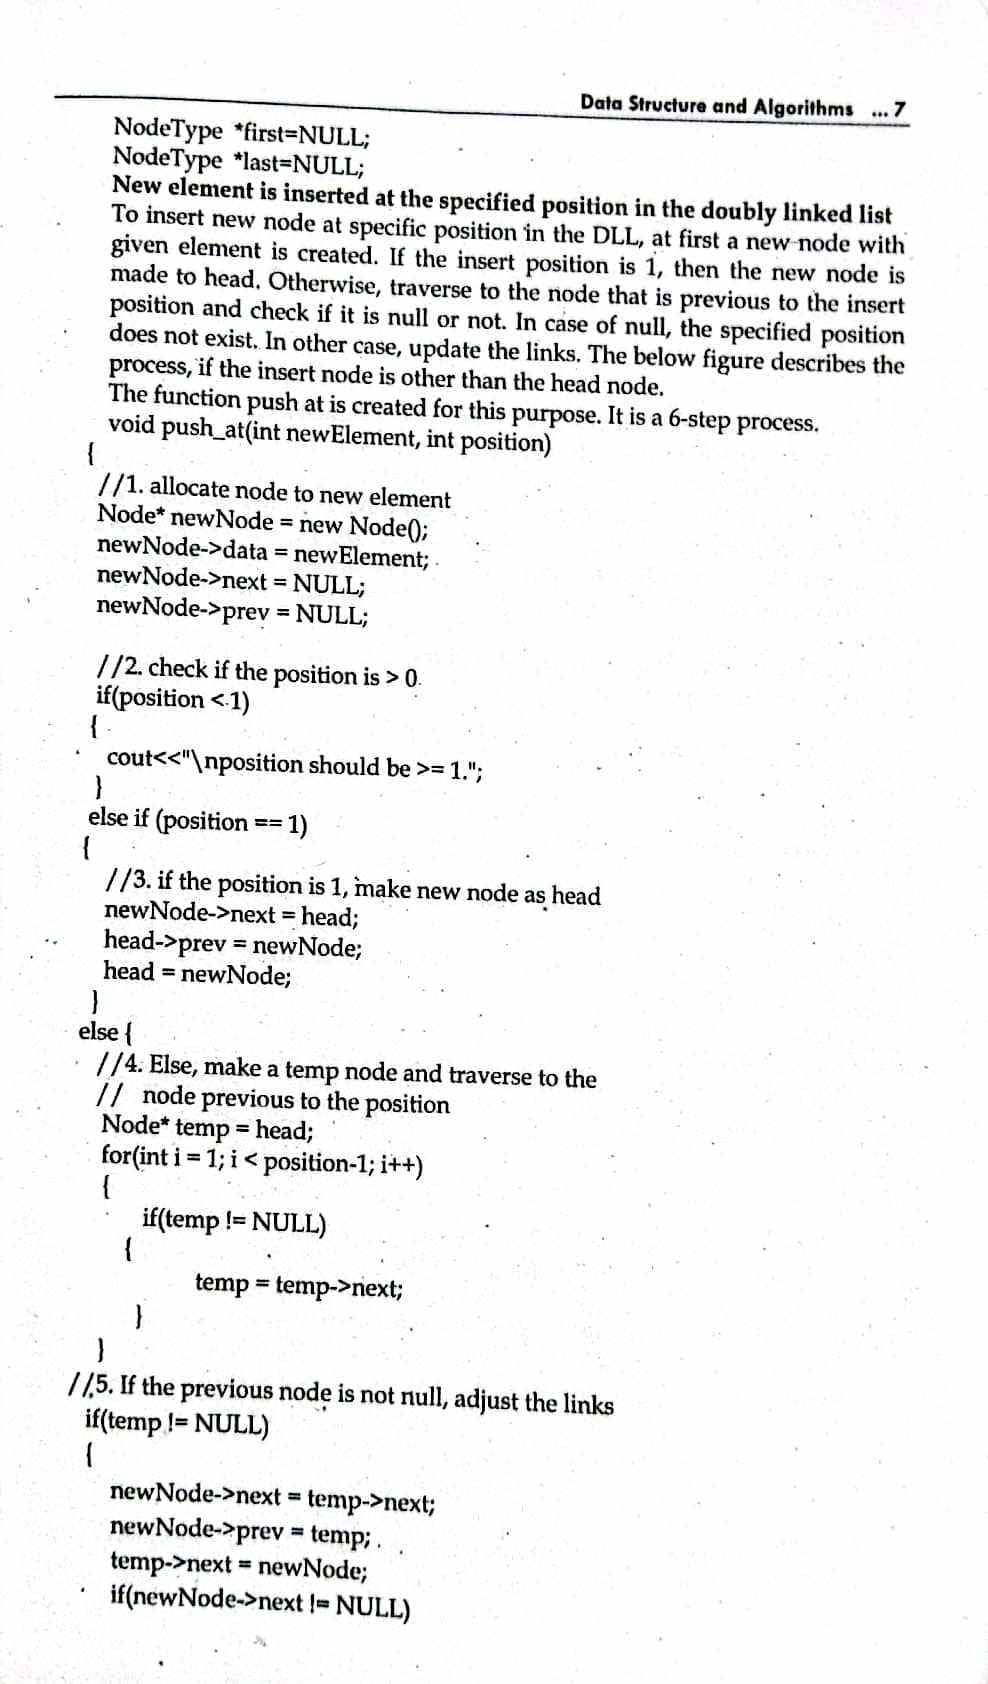 Data Structure and Algorithms ... 7
NodeType *first=NULL;
NodeType *last=NULL;
New element is inserted at the specified position in the doubly linked list
To insert new node at specific position in the DLL, at first a new node with
given element is created. If the insert position is 1, then the new node is
made to head. Otherwise, traverse to the node that is previous to the insert
position and check if it is null or not. In case of null, the specified position
does not exist. In other case, update the links. The below figure describes the
process, if the insert node is other than the head node.
The function push at is created for this purpose. It is a 6-step process.
void push_at(int newElement, int position)
{
//1. allocate node to new element
Node* newNode = new Node();
newNode->data = newElement;
newNode->next = NULL;
newNode->prev = NULL;
//2. check if the position is > 0
if(position < 1)
{
cout<<"\nposition should be >= 1.";
}
else if (position == 1)
{
//3. if the position is 1, make new node as head
newNode->next = head;
head->prev = newNode;
head = newNode;
}
else {
//4. Else, make a temp node and traverse to the
// node previous to the position
Node* temp = head;
for(int i = 1; i < position-1; i++)
{
if(temp != NULL)
{
temp = temp->next;
}
}
//5. If the previous node is not null, adjust the links
if(temp != NULL)
{
newNode->next = temp->next;
newNode->prev = temp;
temp->next = newNode;
if(newNode->next != NULL)